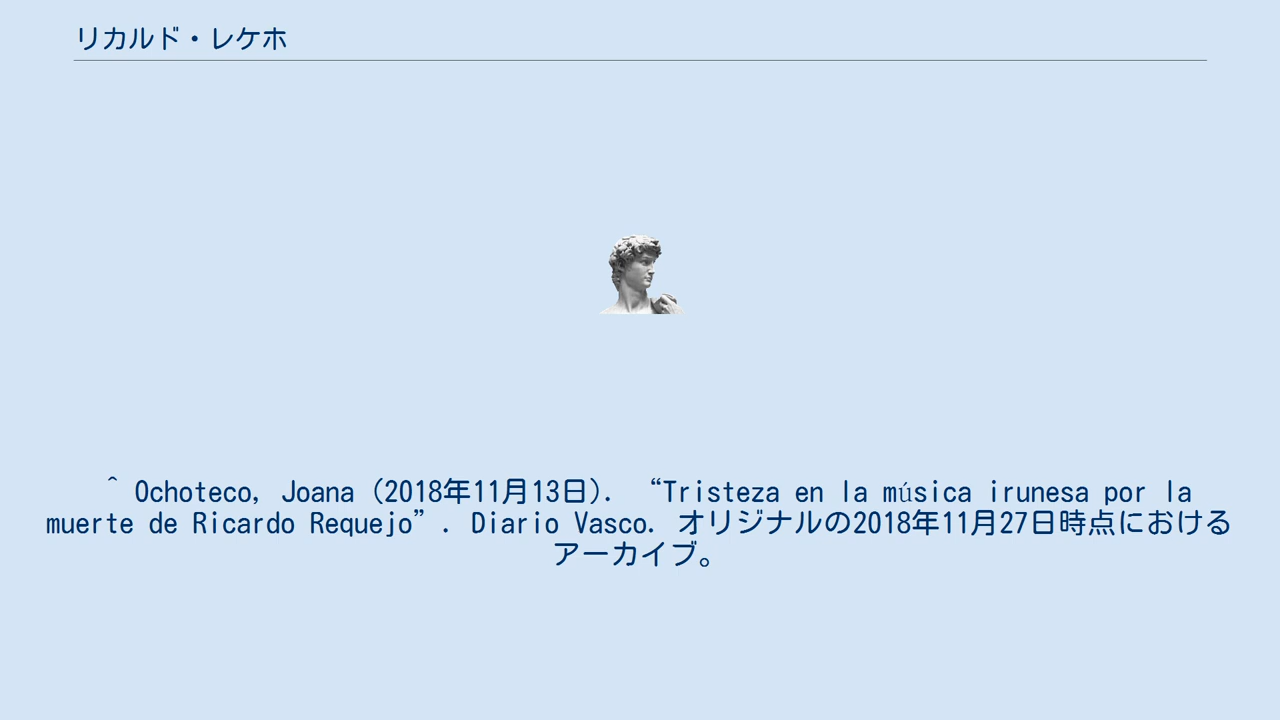 リカルド・レケホ
^ Ochoteco, Joana (2018年11月13日). “Tristeza en la música irunesa por la
muerte de Ricardo Requejo”. Diario Vasco. オリジナルの2018年11月27日時点における
アーカイブ。